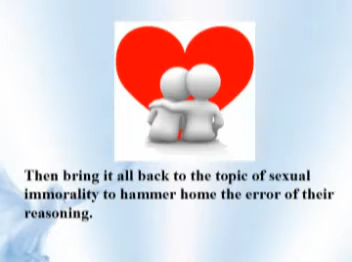 Then bring it all back to the topic of sexual
immorality to hammer home the error of their
reasoning.